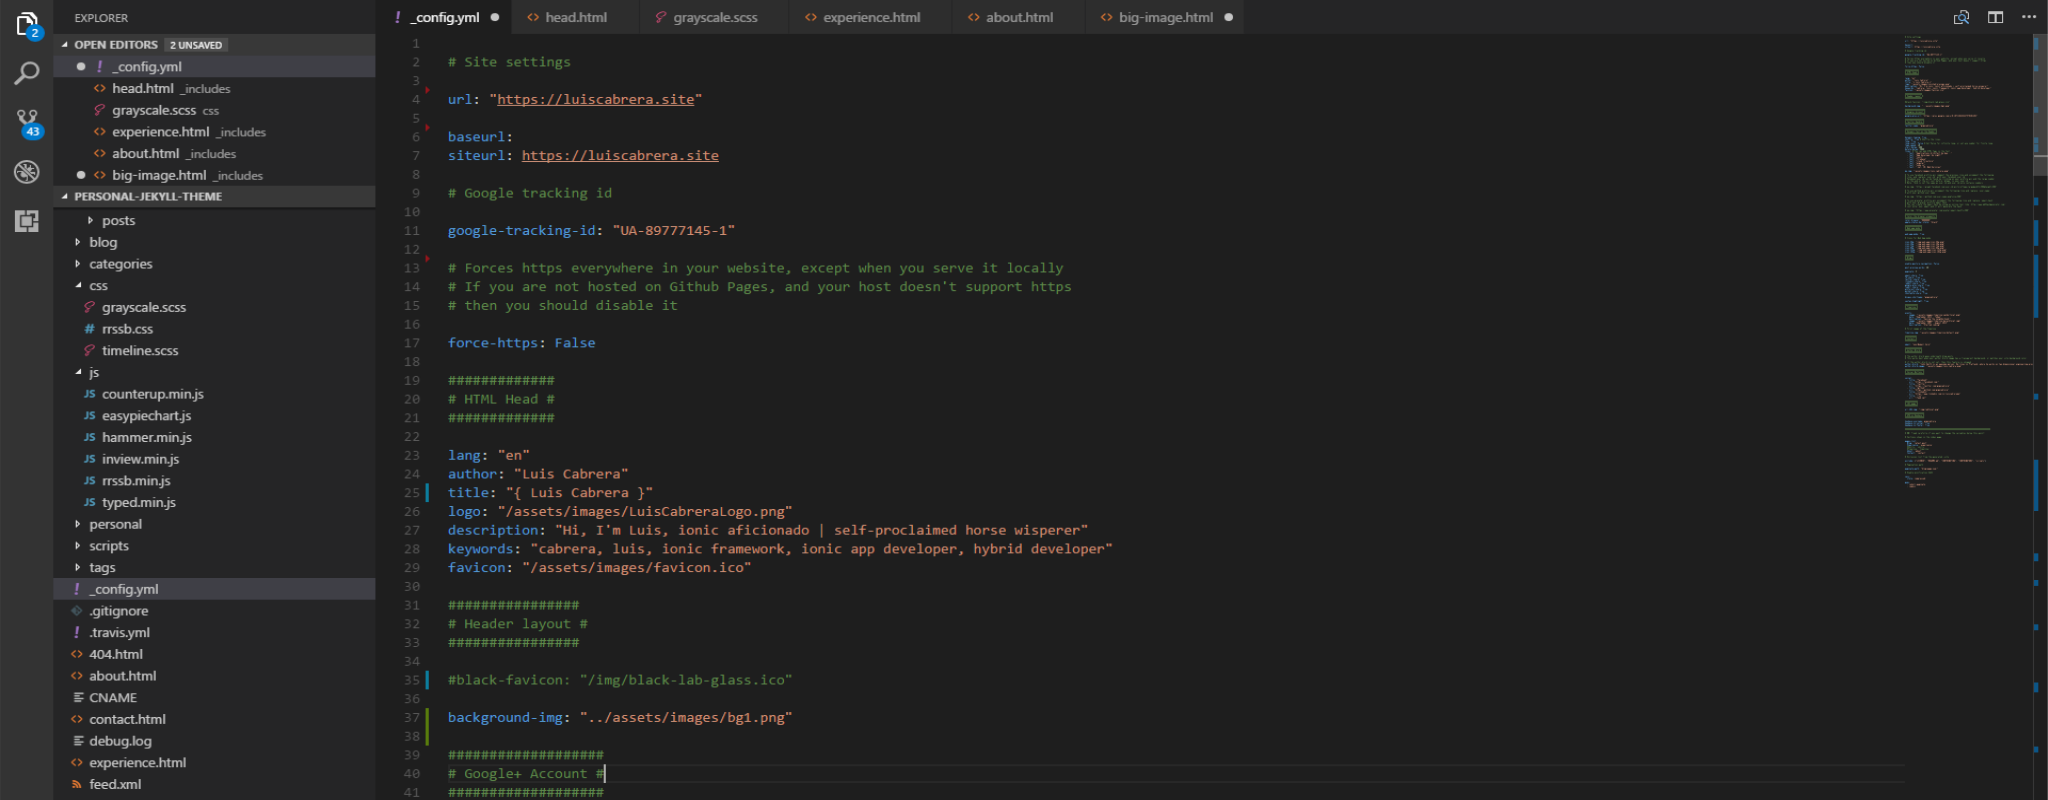 EXPLORER
OPEN EDITORS 2 UNSAVED
_config.yml
head.html _includes
grayscale.scss css
experience.html _includes
about.html _includes
big-image.html _includes
PERSONAL-JEKYLL-THEME
posts
blog
categories
css
grayscale.scss
# rrssb.css
timeline.scss
js
JS counterup.min.js
JS easypiechart.js
JS hammer.min.js
JS inview.min.js
JS rrssb.min.js
JS typed.min.js
personal
scripts
tags
! _config.yml
.gitignore
! .travis.yml
404.html
about.html
CNAME
contact.html
debug.log
experience.html
feed.xml
2
43
! _config.yml
head.html
grayscale.scss
experience.html
about.html
big-image.html
1
2 # Site settings
3
4 url: "https://luiscabrera.site"
5
6 baseurl:
7 siteurl: https://luiscabrera.site
8
9 # Google tracking id
10
11 google-tracking-id: "UA-89777145-1"
12
13 # Forces https everywhere in your website, except when you serve it locally
14 # If you are not hosted on Github Pages, and your host doesn't support https
15 # then you should disable it
16
17 force-https: False
18
19 #############
20 # HTML Head #
21 #############
22
23 lang: "en"
24 author: "Luis Cabrera"
25 title: "{ Luis Cabrera }"
26 logo: "/assets/images/LuisCabreraLogo.png"
27 description: "Hi, I'm Luis, ionic aficionado | self-proclaimed horse wisperer"
28 keywords: "cabrera, luis, ionic framework, ionic app developer, hybrid developer"
29 favicon: "/assets/images/favicon.ico"
30
31 ################
32 # Header layout #
33 ################
34
35 #black-favicon: "/img/black-lab-glass.ico"
36
37 background-img: "../assets/images/bg1.png"
38
39 ###################
40 # Google+ Account #
41 ###################